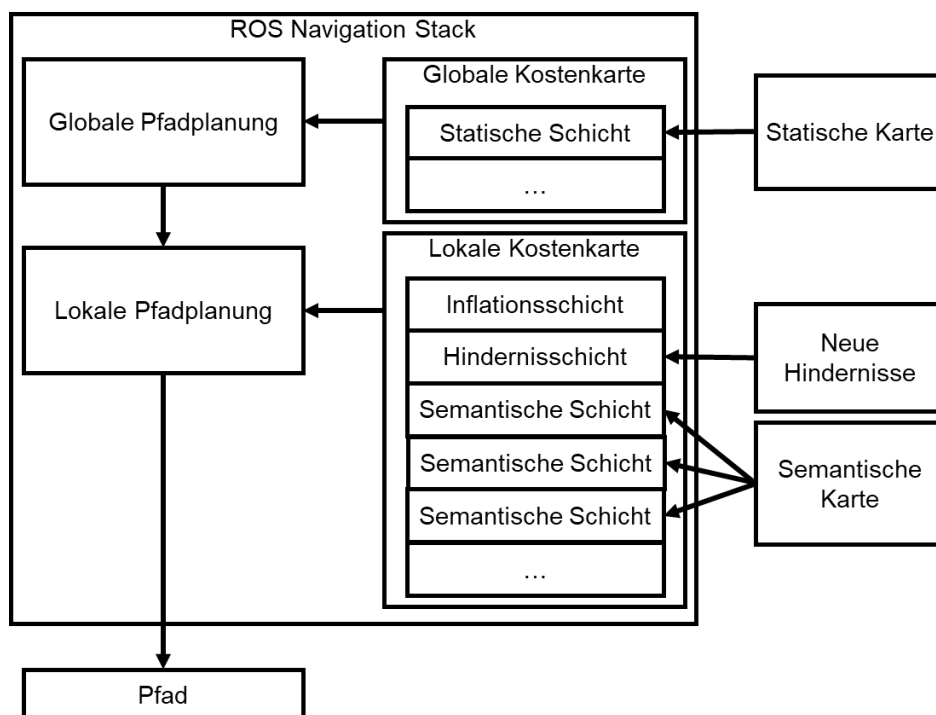 ROS Navigation Stack
Globale Pfadplanung
Globale Kostenkarte
Statische Schicht
...
Statische Karte
Lokale Pfadplanung
Lokale Kostenkarte
Inflationsschicht
Hindernisschicht
Semantische Schicht
Semantische Schicht
Semantische Schicht
...
Neue
Hindernisse
Semantische
Karte
Pfad